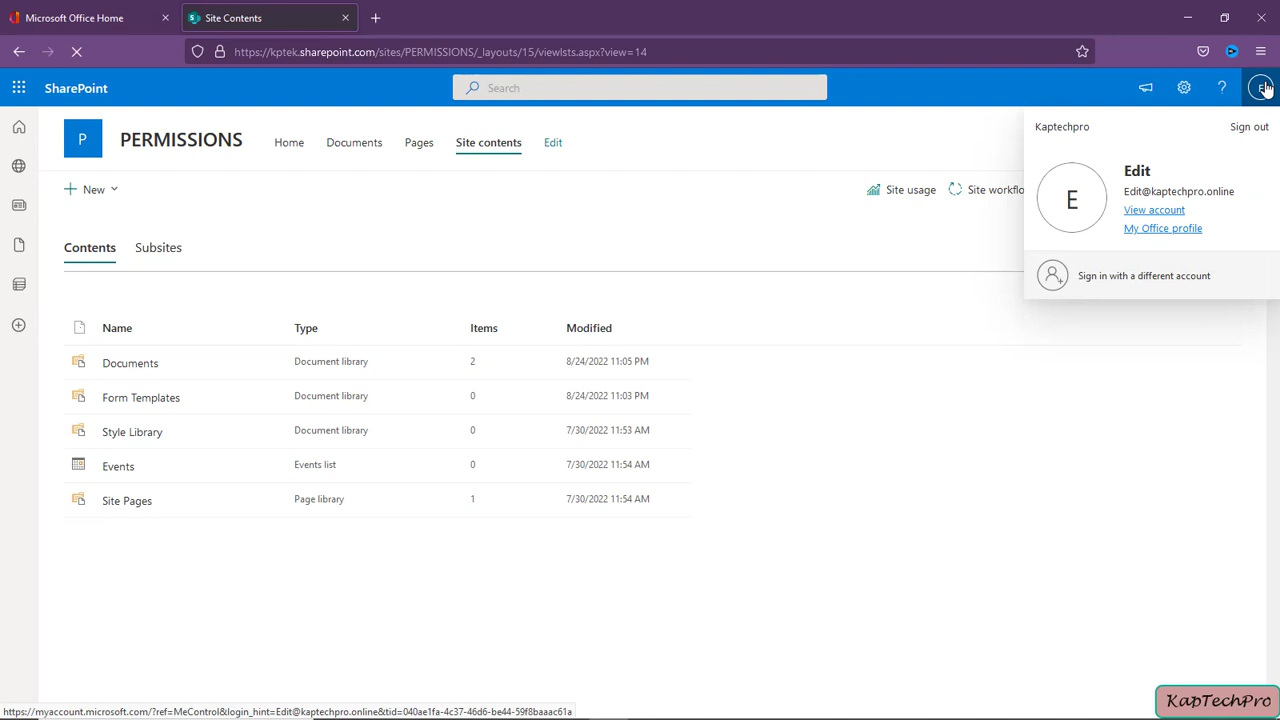 Microsoft Office Home
Site Contents
https://kptek.sharepoint.com/sites/PERMISSIONS/_layouts/15/viewlsts.aspx?view=14
SharePoint
Search
E
P
PERMISSIONS
Home
Documents
Pages
Site contents
Edit
Kaptechpro
Sign out
E
Edit
Edit@kaptechpro.online
View account
My Office profile
Sign in with a different account
New
Site usage
Site workflo
Contents
Subsites
Name Type Items Modified
Documents Document library 2 8/24/2022 11:05 PM
Form Templates Document library 0 8/24/2022 11:03 PM
Style Library Document library 0 7/30/2022 11:53 AM
Events Events list 0 7/30/2022 11:54 AM
Site Pages Page library 1 7/30/2022 11:54 AM
KapTechPro
https://myaccount.microsoft.com/?ref=MeControl&login_hint=Edit@kaptechpro.online&tid=040ae1fa-4c37-46d6-be44-59f8baaac61a